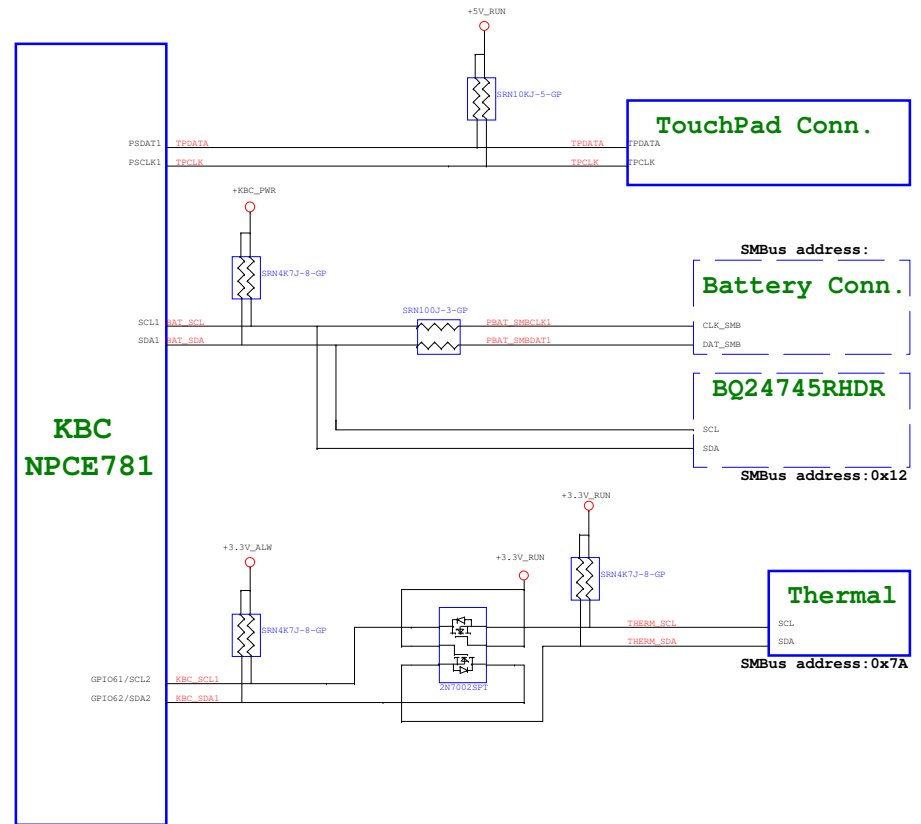 +5V_RUN
SRN10KJ-5-GP
TouchPad Conn.
PSDAT1 TPDATA TPDATA TPDATA
PSCLK1 TPCLK TPCLK TPCLK
+KBC_PWR
SRN4K7J-8-GP
SMBus address:
Battery Conn.
SRN100J-3-GP
SCL1 BAT_SCL PBAT_SMBCLK1 CLK_SMB
SDA1 BAT_SDA PBAT_SMBDAT1 DAT_SMB
BQ24745RHDR
SCL
SDA
SMBus address:0x12
KBC
NPCE781
+3.3V_RUN
+3.3V_ALW
+3.3V_RUN
SRN4K7J-8-GP
Thermal
SRN4K7J-8-GP
THERM_SCL SCL
THERM_SDA SDA
SMBus address:0x7A
2N7002SPT
GPIO61/SCL2 KBC_SCL1
GPIO62/SDA2 KBC_SDA1